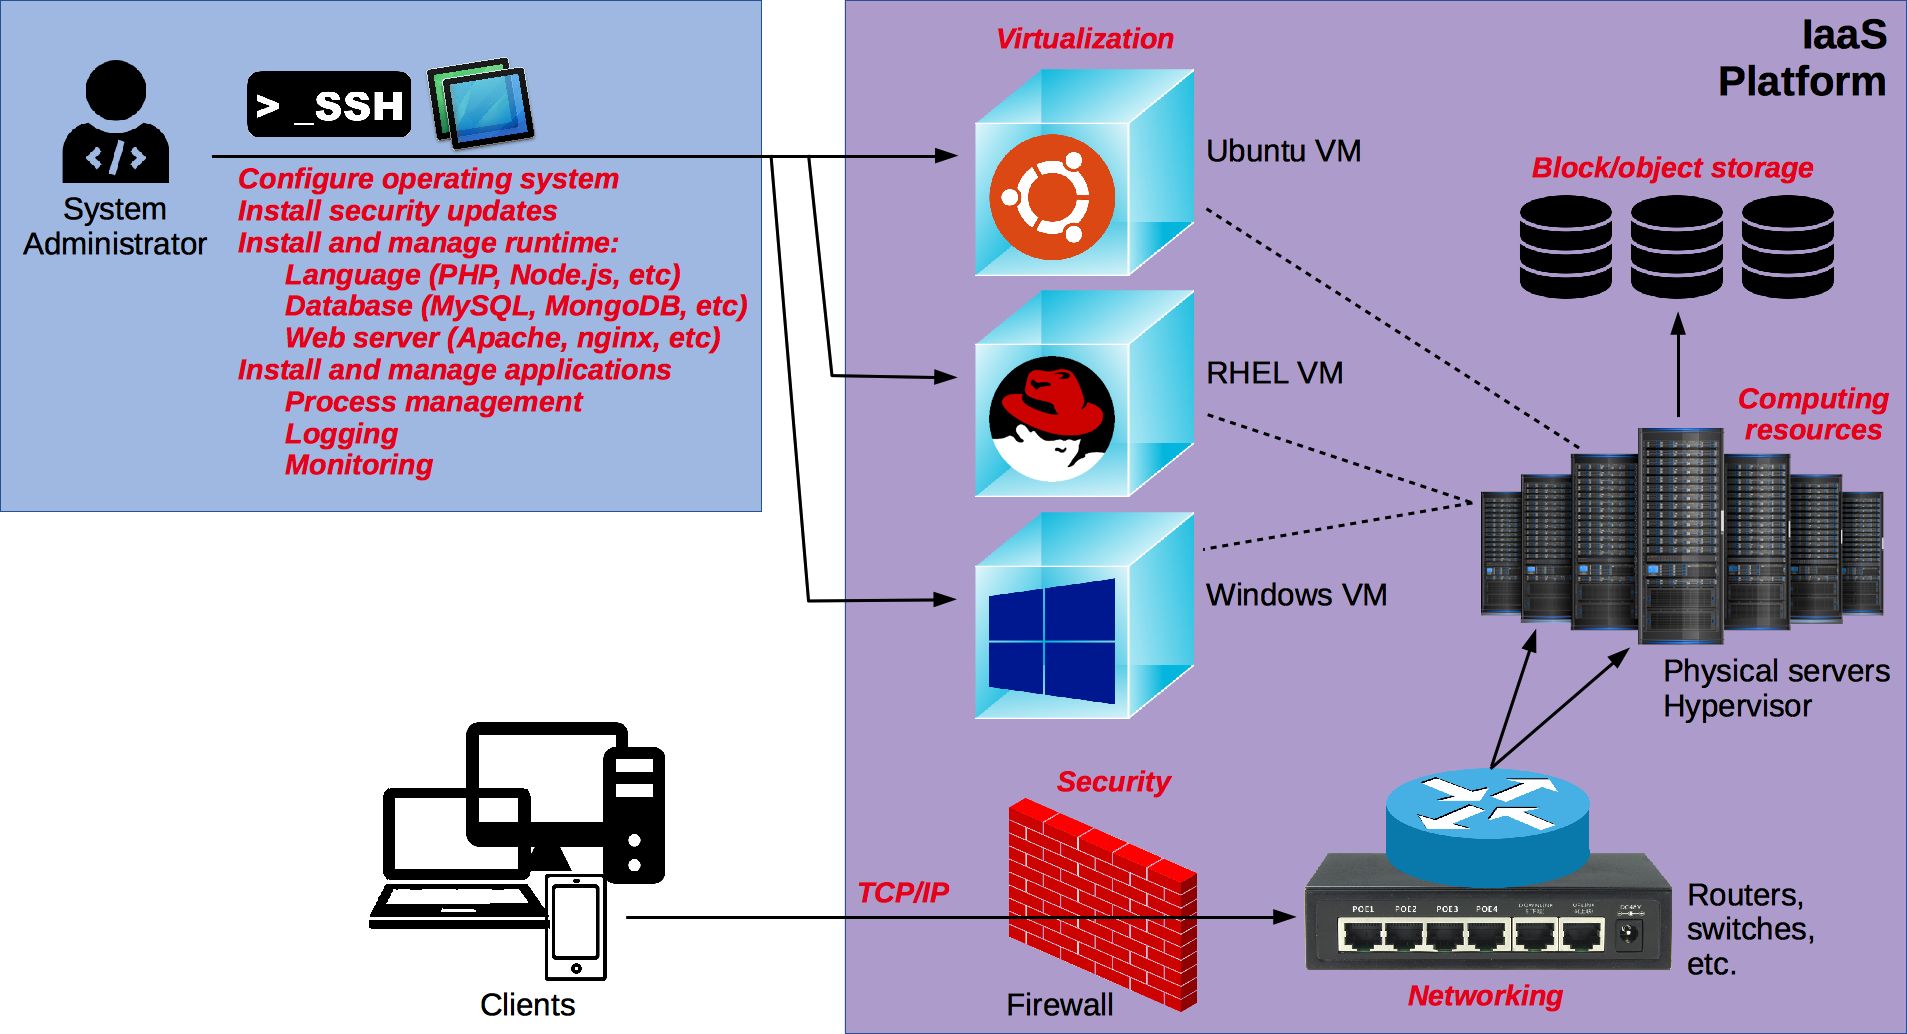 IaaS
Platform
Virtualization
> _SSH
System
Administrator
Configure operating system
Install security updates
Install and manage runtime:
Language (PHP, Node.js, etc)
Database (MySQL, MongoDB, etc)
Web server (Apache, nginx, etc)
Install and manage applications
Process management
Logging
Monitoring
Ubuntu VM
Block/object storage
RHEL VM
Computing
resources
Windows VM
Physical servers
Hypervisor
Security
TCP/IP
POE1 POE2 POE3 POE4
DC48V
Routers,
switches,
etc.
Clients
Firewall
Networking